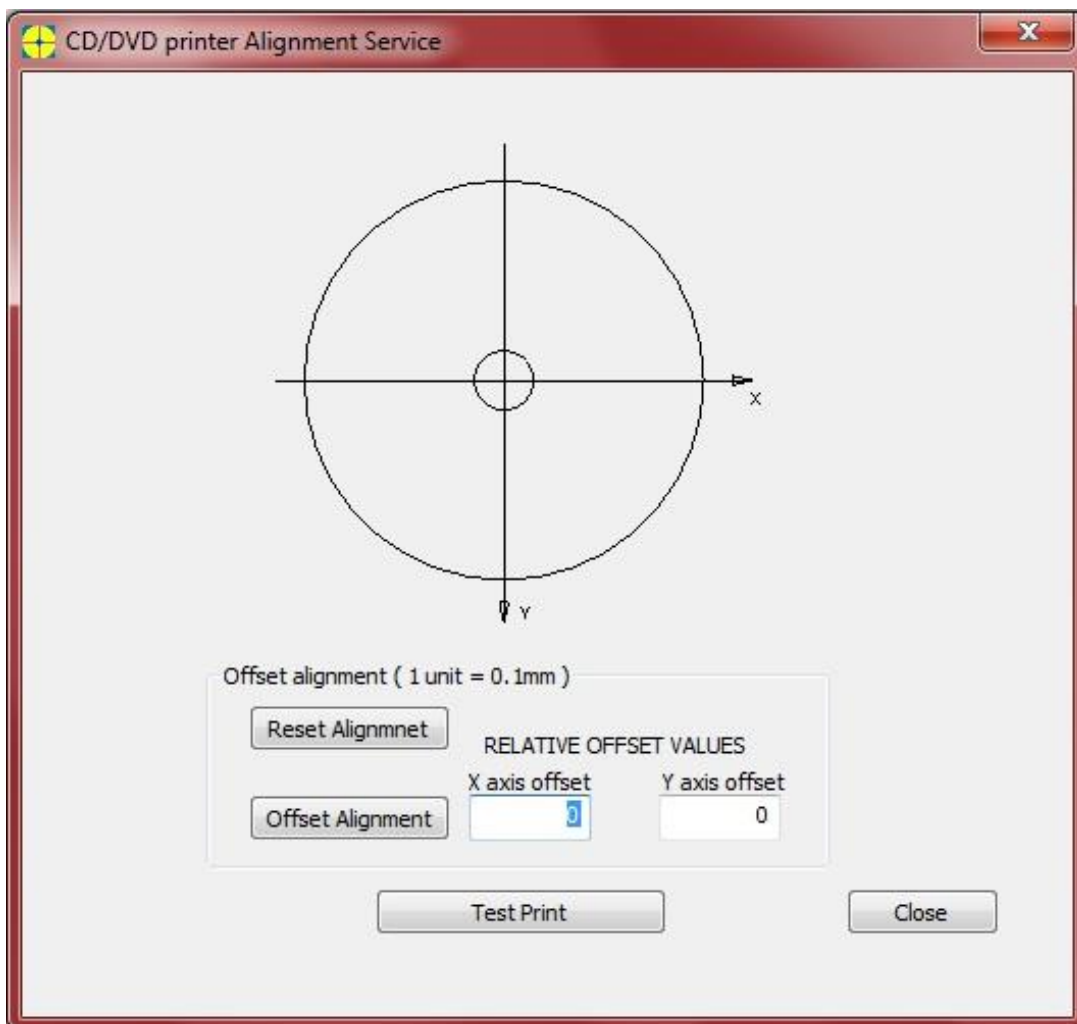 CD/DVD printer Alignment Service
X
Y
Offset alignment ( 1 unit = 0.1mm )
Reset Alignmnet
RELATIVE OFFSET VALUES
X axis offset Y axis offset
Offset Alignment 0 0
Test Print Close